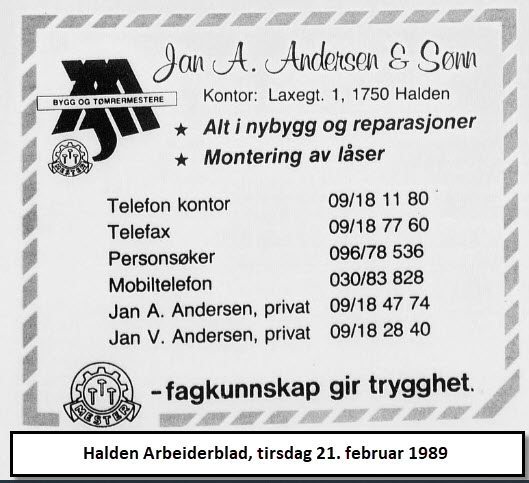 Jan A. Andersen & Sønn
BYGG OG TØMRERMESTERE
Kontor: Laxegt. 1, 1750 Halden
★ Alt i nybygg og reparasjoner
★ Montering av låser
MESTER
Telefon kontor 09/18 11 80
Telefax 09/18 77 60
Personsøker 096/78 536
Mobiltelefon 030/83 828
Jan A. Andersen, privat 09/18 47 74
Jan V. Andersen, privat 09/18 28 40
MESTER
-fagkunnskap gir trygghet.
Halden Arbeiderblad, tirsdag 21. februar 1989